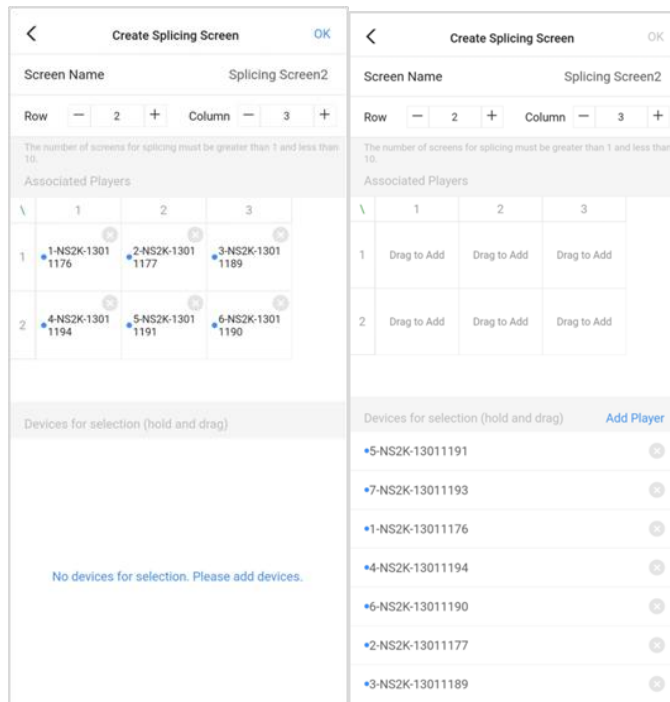 Create Splicing Screen OK
Screen Name Splicing Screen2
Row — 2 + Column — 3 +
The number of screens for splicing must be greater than 1 and less than
10.
Associated Players
\ 1 2 3
1 1-NS2K-1301 2-NS2K-1301 3-NS2K-1301
1176 1177 1189
2 4-NS2K-1301 5-NS2K-1301 6-NS2K-1301
1194 1191 1190
Devices for selection (hold and drag)
No devices for selection. Please add devices.
Create Splicing Screen OK
Screen Name Splicing Screen2
Row — 2 + Column — 3 +
The number of screens for splicing must be greater than 1 and less than
10.
Associated Players
\ 1 2 3
1 Drag to Add Drag to Add Drag to Add
2 Drag to Add Drag to Add Drag to Add
Devices for selection (hold and drag) Add Player
5-NS2K-13011191
7-NS2K-13011193
1-NS2K-13011176
4-NS2K-13011194
6-NS2K-13011190
2-NS2K-13011177
3-NS2K-13011189